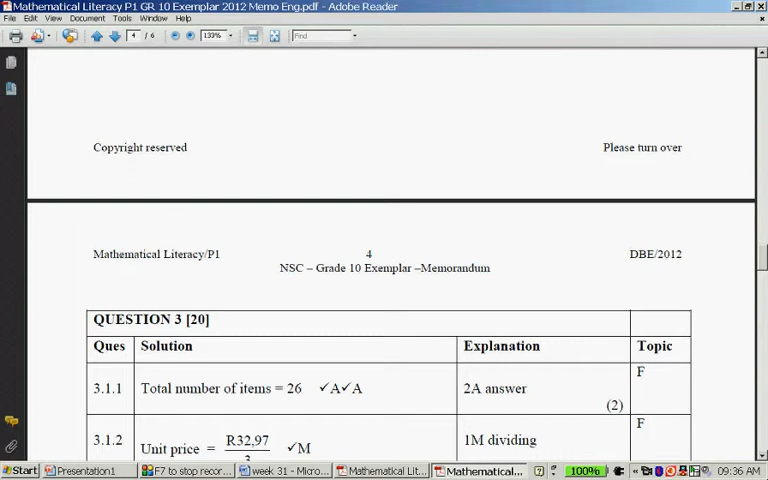 Mathematical Literacy P1 GR 10 Exemplar 2012 Memo Eng.pdf - Adobe Reader
File Edit View Document Tools Window Help
4 / 6 133% Find
Copyright reserved Please turn over
Mathematical Literacy/P1 4 DBE/2012
NSC – Grade 10 Exemplar –Memorandum
QUESTION 3 [20]
Ques Solution Explanation Topic
F
3.1.1 Total number of items = 26 ✓A✓A 2A answer
(2)
F
3.1.2 Unit price = R32,97 ✓M 1M dividing
3
Start Presentation1 F7 to stop recor... week 31 - Micro... Mathematical Lit... Mathematical... 100% 09:36 AM